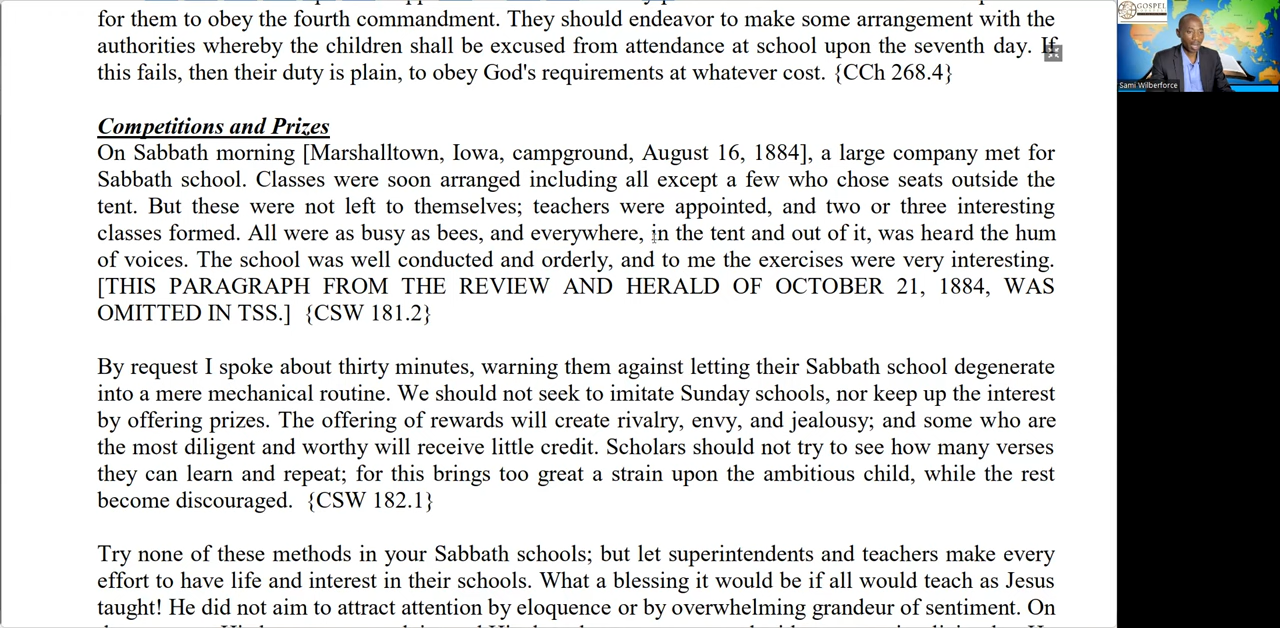 for them to obey the fourth commandment. They should endeavor to make some arrangement with the
authorities whereby the children shall be excused from attendance at school upon the seventh day. If
this fails, then their duty is plain, to obey God's requirements at whatever cost. {CCh 268.4}
Competitions and Prizes
On Sabbath morning [Marshalltown, Iowa, campground, August 16, 1884], a large company met for
Sabbath school. Classes were soon arranged including all except a few who chose seats outside the
tent. But these were not left to themselves; teachers were appointed, and two or three interesting
classes formed. All were as busy as bees, and everywhere, in the tent and out of it, was heard the hum
of voices. The school was well conducted and orderly, and to me the exercises were very interesting.
[THIS PARAGRAPH FROM THE REVIEW AND HERALD OF OCTOBER 21, 1884, WAS
OMITTED IN TSS.] {CSW 181.2}
By request I spoke about thirty minutes, warning them against letting their Sabbath school degenerate
into a mere mechanical routine. We should not seek to imitate Sunday schools, nor keep up the interest
by offering prizes. The offering of rewards will create rivalry, envy, and jealousy; and some who are
the most diligent and worthy will receive little credit. Scholars should not try to see how many verses
they can learn and repeat; for this brings too great a strain upon the ambitious child, while the rest
become discouraged. {CSW 182.1}
Try none of these methods in your Sabbath schools; but let superintendents and teachers make every
effort to have life and interest in their schools. What a blessing it would be if all would teach as Jesus
taught! He did not aim to attract attention by eloquence or by overwhelming grandeur of sentiment. On
GOSPEL
Sami Wilberforce